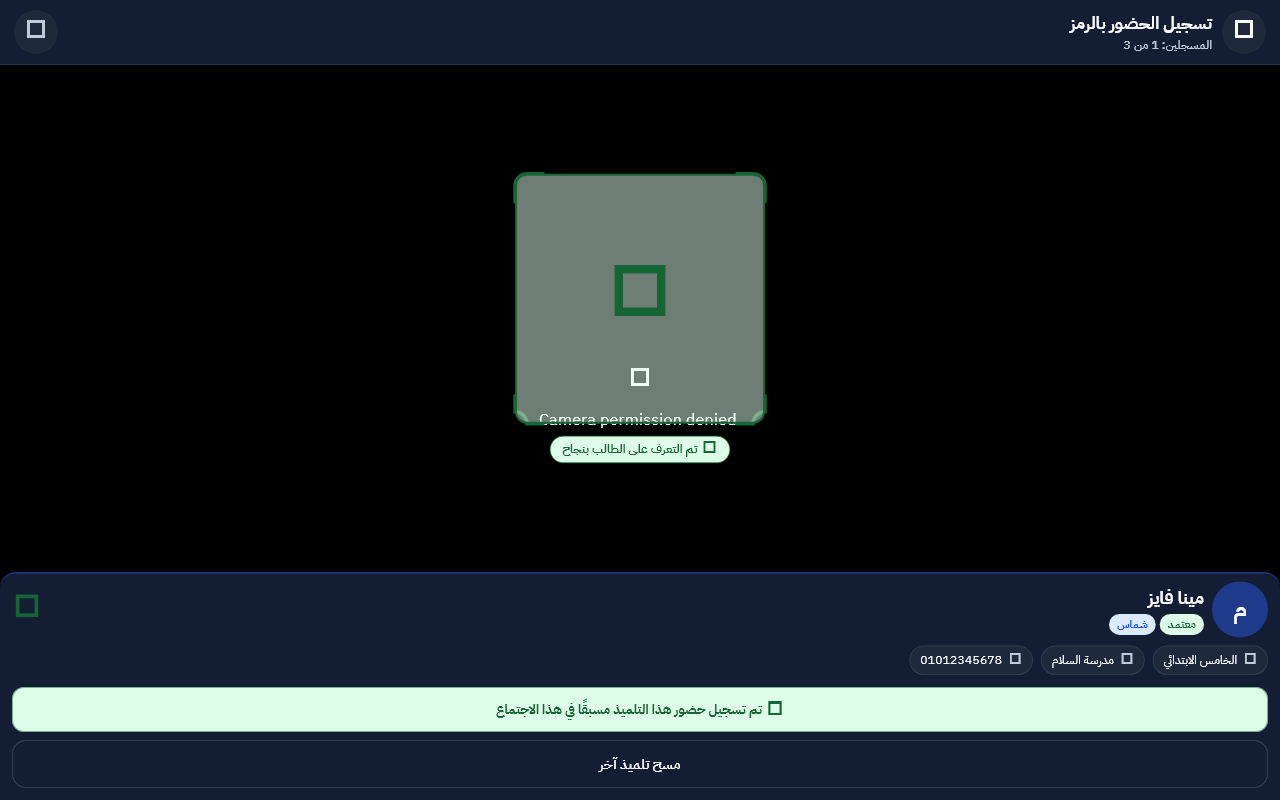 تسجيل الحضور بالرمز
المسجلين: 1 من 3
Camera permission denied
تم التعرف على الطالب بنجاح
مينا فايز
معتمد
شماس
الخامس الابتدائي
مدرسة السلام
01012345678
تم تسجيل حضور هذا التلميذ مسبقًا في هذا الاجتماع
مسح تلميذ آخر